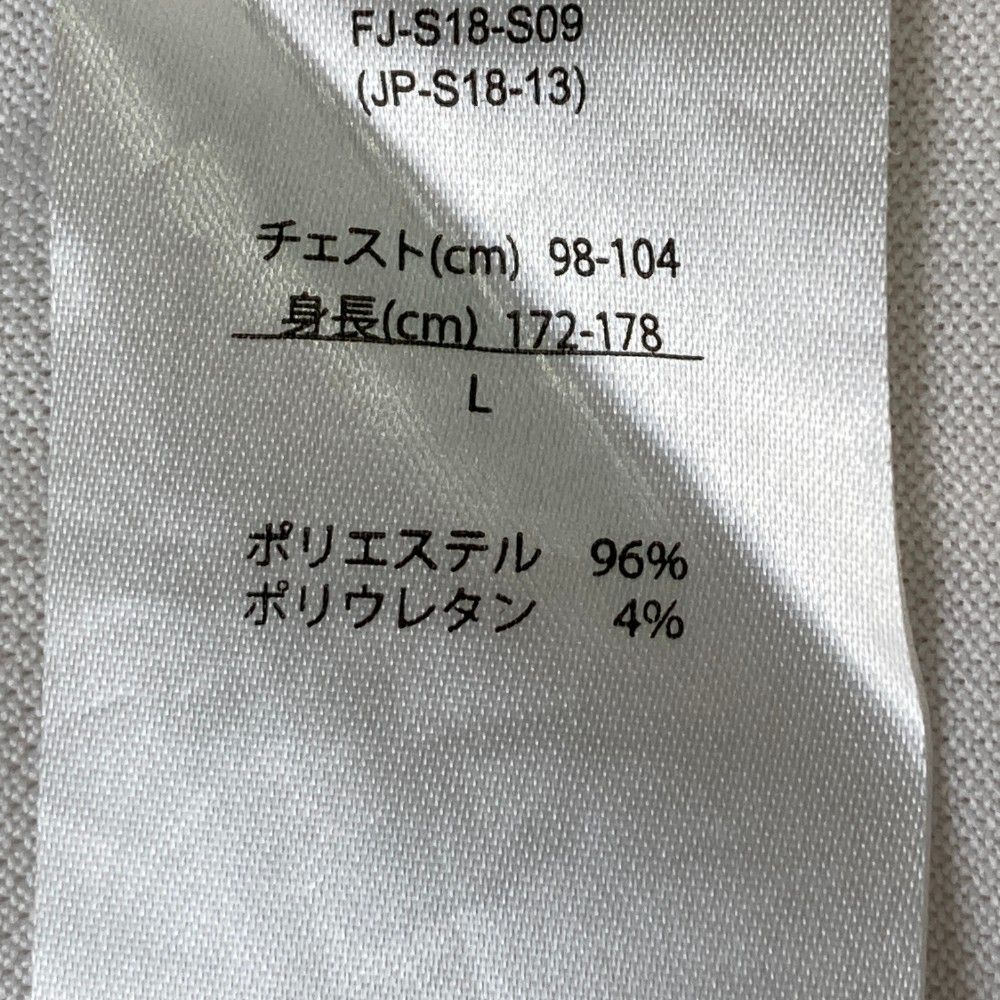 FJ-S18-S09
(JP-S18-13)
チェスト(cm) 98-104
身長(cm) 172-178
L
ポリエステル 96%
ポリウレタン 4%